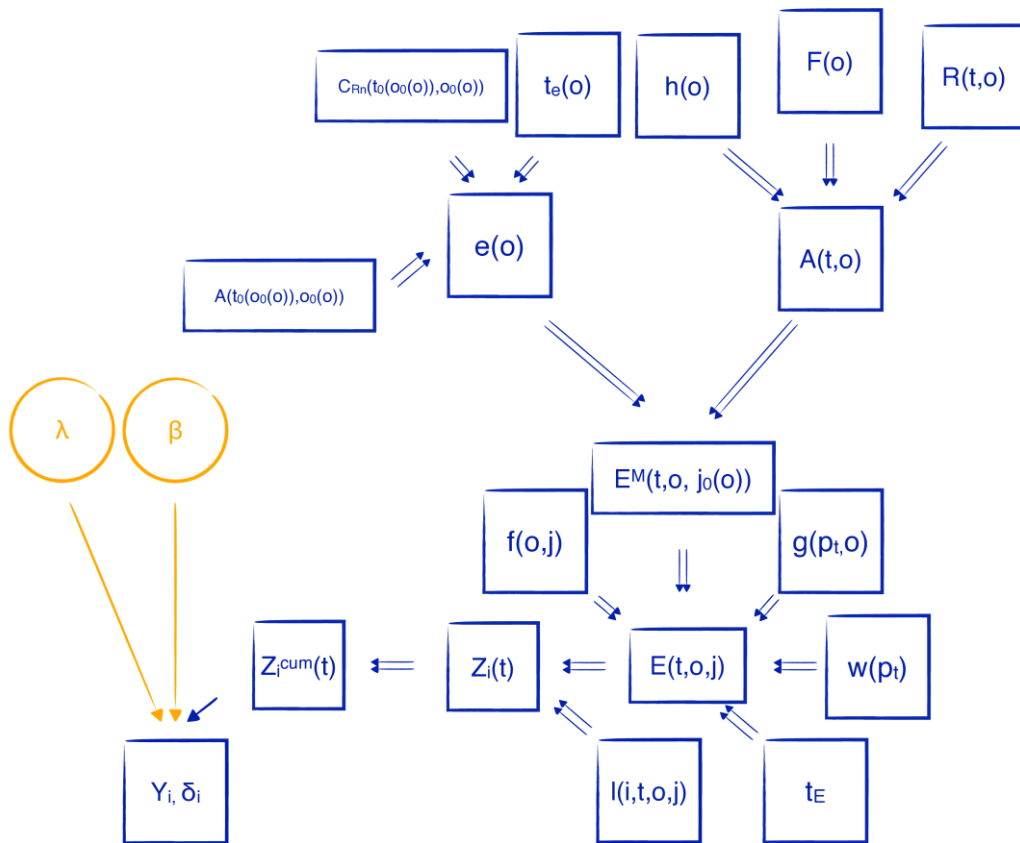 C_Rn(t₀(o₀(o)),o₀(o))
tₑ(o)
h(o)
F(o)
R(t,o)
e(o)
A(t,o)
A(t₀(o₀(o)),o₀(o))
λ
β
Eᴹ(t,o, j₀(o))
f(o,j)
g(pₜ,o)
Zᵢᶜᵘᵐ(t)
Zᵢ(t)
E(t,o,j)
w(pₜ)
Yᵢ, δᵢ
I(i,t,o,j)
t_E